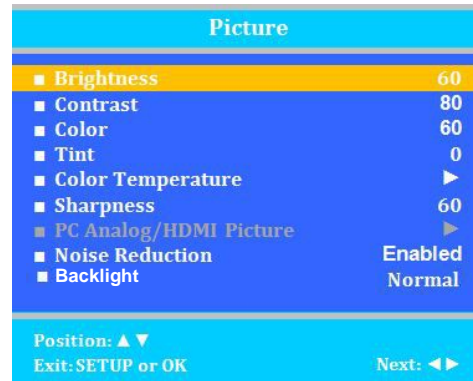 Picture
■ Brightness 60
■ Contrast 80
■ Color 60
■ Tint 0
■ Color Temperature ►
■ Sharpness 60
■ PC Analog/HDMI Picture ►
■ Noise Reduction Enabled
■ Backlight Normal
Position: ▲ ▼
Exit: SETUP or OK Next: ◄ ►